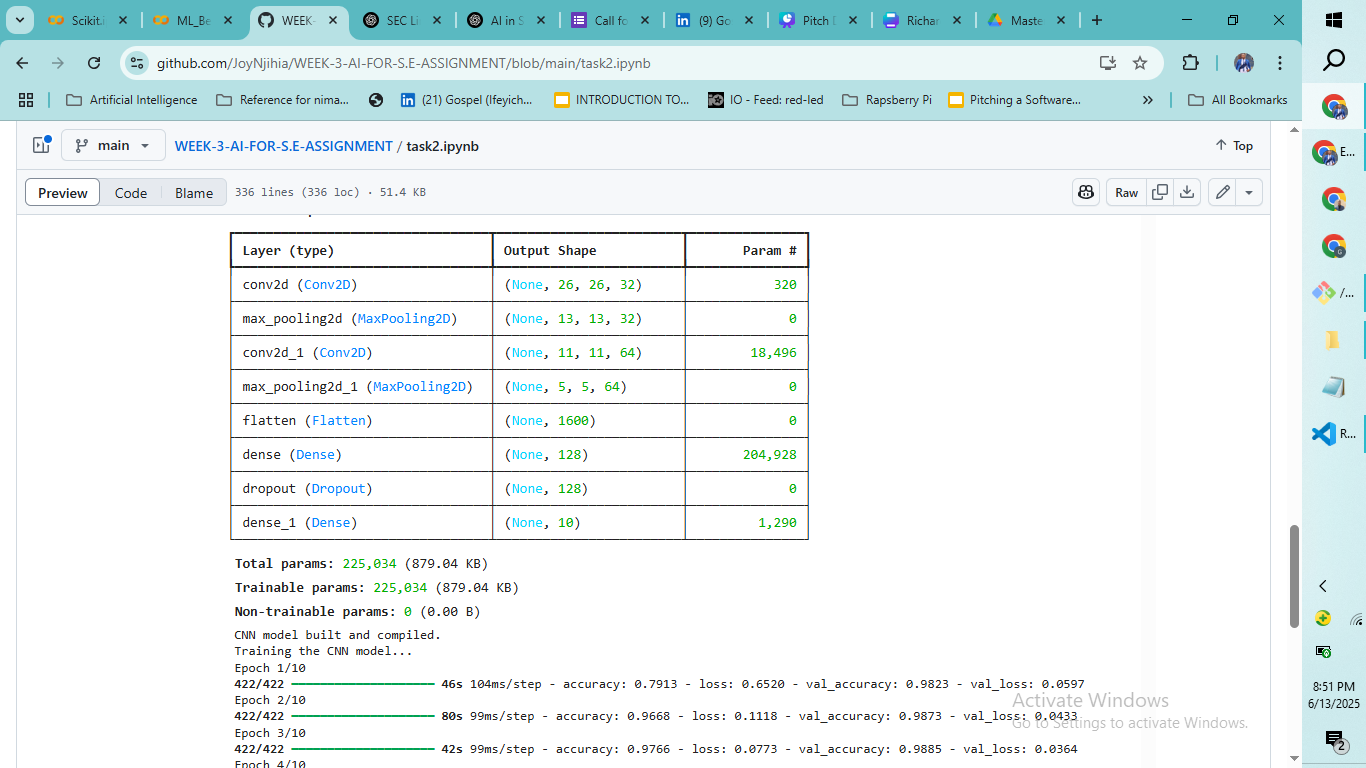 Scikit.i
ML_Be
WEEK-
SEC Li
AI in S
Call fo
(9) Go
Pitch D
Richa
Maste
github.com/JoyNjihia/WEEK-3-AI-FOR-S.E-ASSIGNMENT/blob/main/task2.ipynb
Artificial Intelligence
Reference for nima...
(21) Gospel (Ifeyich...
INTRODUCTION TO...
IO - Feed: red-led
Rapsberry Pi
Pitching a Software...
All Bookmarks
main
WEEK-3-AI-FOR-S.E-ASSIGNMENT / task2.ipynb
Top
Preview Code Blame 336 lines (336 loc) · 51.4 KB
Raw
Layer (type) Output Shape Param #
conv2d (Conv2D) (None, 26, 26, 32) 320
max_pooling2d (MaxPooling2D) (None, 13, 13, 32) 0
conv2d_1 (Conv2D) (None, 11, 11, 64) 18,496
max_pooling2d_1 (MaxPooling2D) (None, 5, 5, 64) 0
flatten (Flatten) (None, 1600) 0
dense (Dense) (None, 128) 204,928
dropout (Dropout) (None, 128) 0
dense_1 (Dense) (None, 10) 1,290
Total params: 225,034 (879.04 KB)
Trainable params: 225,034 (879.04 KB)
Non-trainable params: 0 (0.00 B)
CNN model built and compiled.
Training the CNN model...
Epoch 1/10
422/422 46s 104ms/step - accuracy: 0.7913 - loss: 0.6520 - val_accuracy: 0.9823 - val_loss: 0.0597
Epoch 2/10
422/422 80s 99ms/step - accuracy: 0.9668 - loss: 0.1118 - val_accuracy: 0.9873 - val_loss: 0.0433
Epoch 3/10
422/422 42s 99ms/step - accuracy: 0.9766 - loss: 0.0773 - val_accuracy: 0.9885 - val_loss: 0.0364
Epoch 4/10
Activate Windows
Go to Settings to activate Windows.
E...
/...
R...
8:51 PM
6/13/2025
2